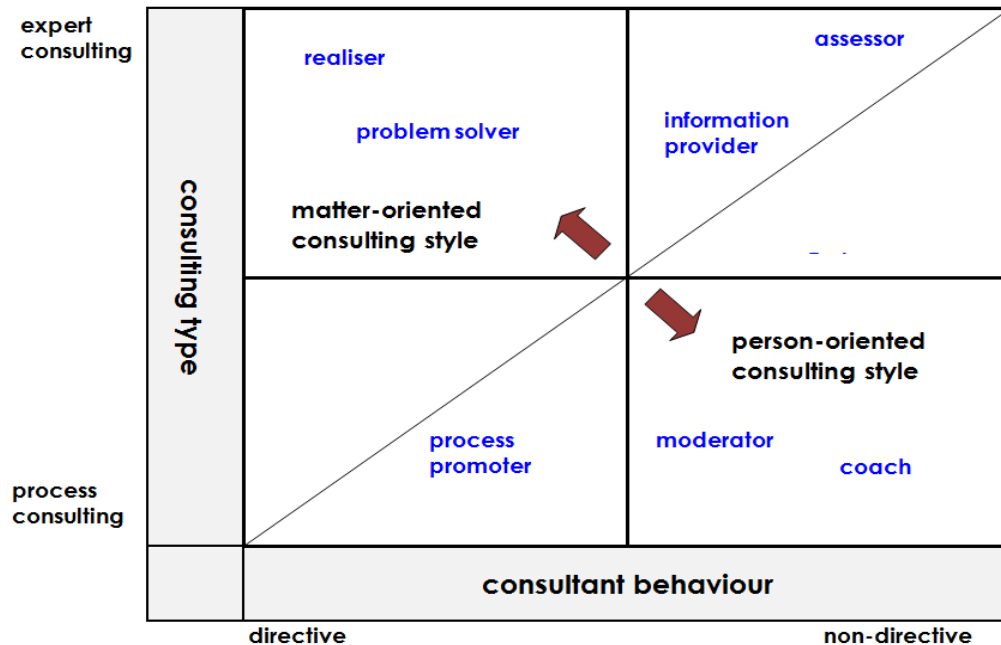 expert
consulting
realiser
assessor
problem solver
information
provider
matter-oriented
consulting style
consulting type
person-oriented
consulting style
process
promoter
moderator
coach
process
consulting
consultant behaviour
directive
non-directive